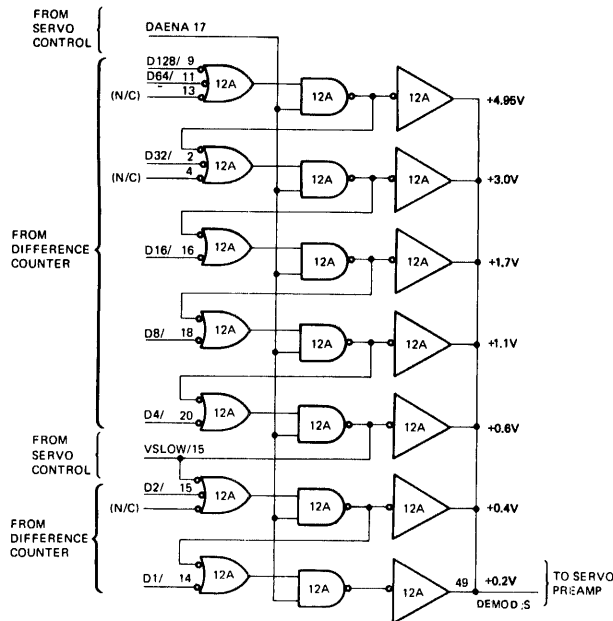 FROM
SERVO
CONTROL
DAENA 17
D128/ 9
D64/ 11
(N/C) 13
12A
12A
12A
+4.95V
D32/ 2
(N/C) 4
12A
12A
12A
+3.0V
FROM
DIFFERENCE
COUNTER
D16/ 16
12A
12A
12A
+1.7V
D8/ 18
12A
12A
12A
+1.1V
D4/ 20
12A
12A
12A
+0.6V
FROM
SERVO
CONTROL
VSLOW/15
D2/ 15
(N/C)
12A
12A
12A
+0.4V
FROM
DIFFERENCE
COUNTER
D1/ 14
12A
12A
12A
49 +0.2V
DEMOD;S
TO SERVO
PREAMP